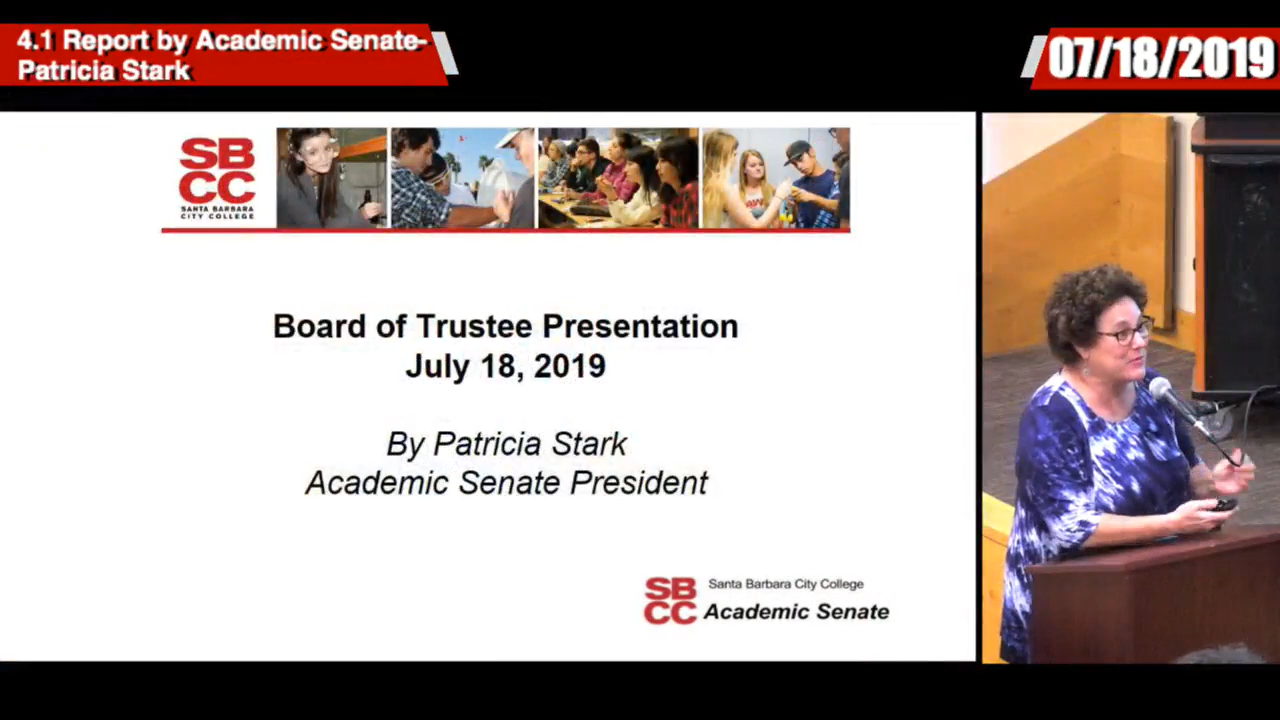 4.1 Report by Academic Senate-
Patricia Stark
07/18/2019
SB
CC
SANTA BARBARA
CITY COLLEGE
Board of Trustee Presentation
July 18, 2019
By Patricia Stark
Academic Senate President
SB
CC
Santa Barbara City College
Academic Senate